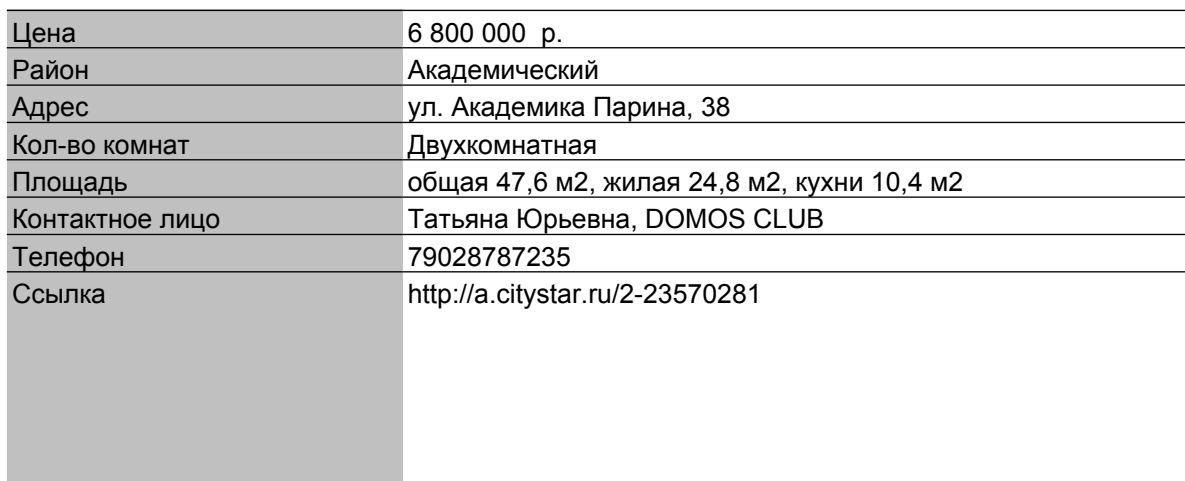 Цена 6 800 000 р.
Район Академический
Адрес ул. Академика Парина, 38
Кол-во комнат Двухкомнатная
Площадь общая 47,6 м2, жилая 24,8 м2, кухни 10,4 м2
Контактное лицо Татьяна Юрьевна, DOMOS CLUB
Телефон 79028787235
Ссылка http://a.citystar.ru/2-23570281